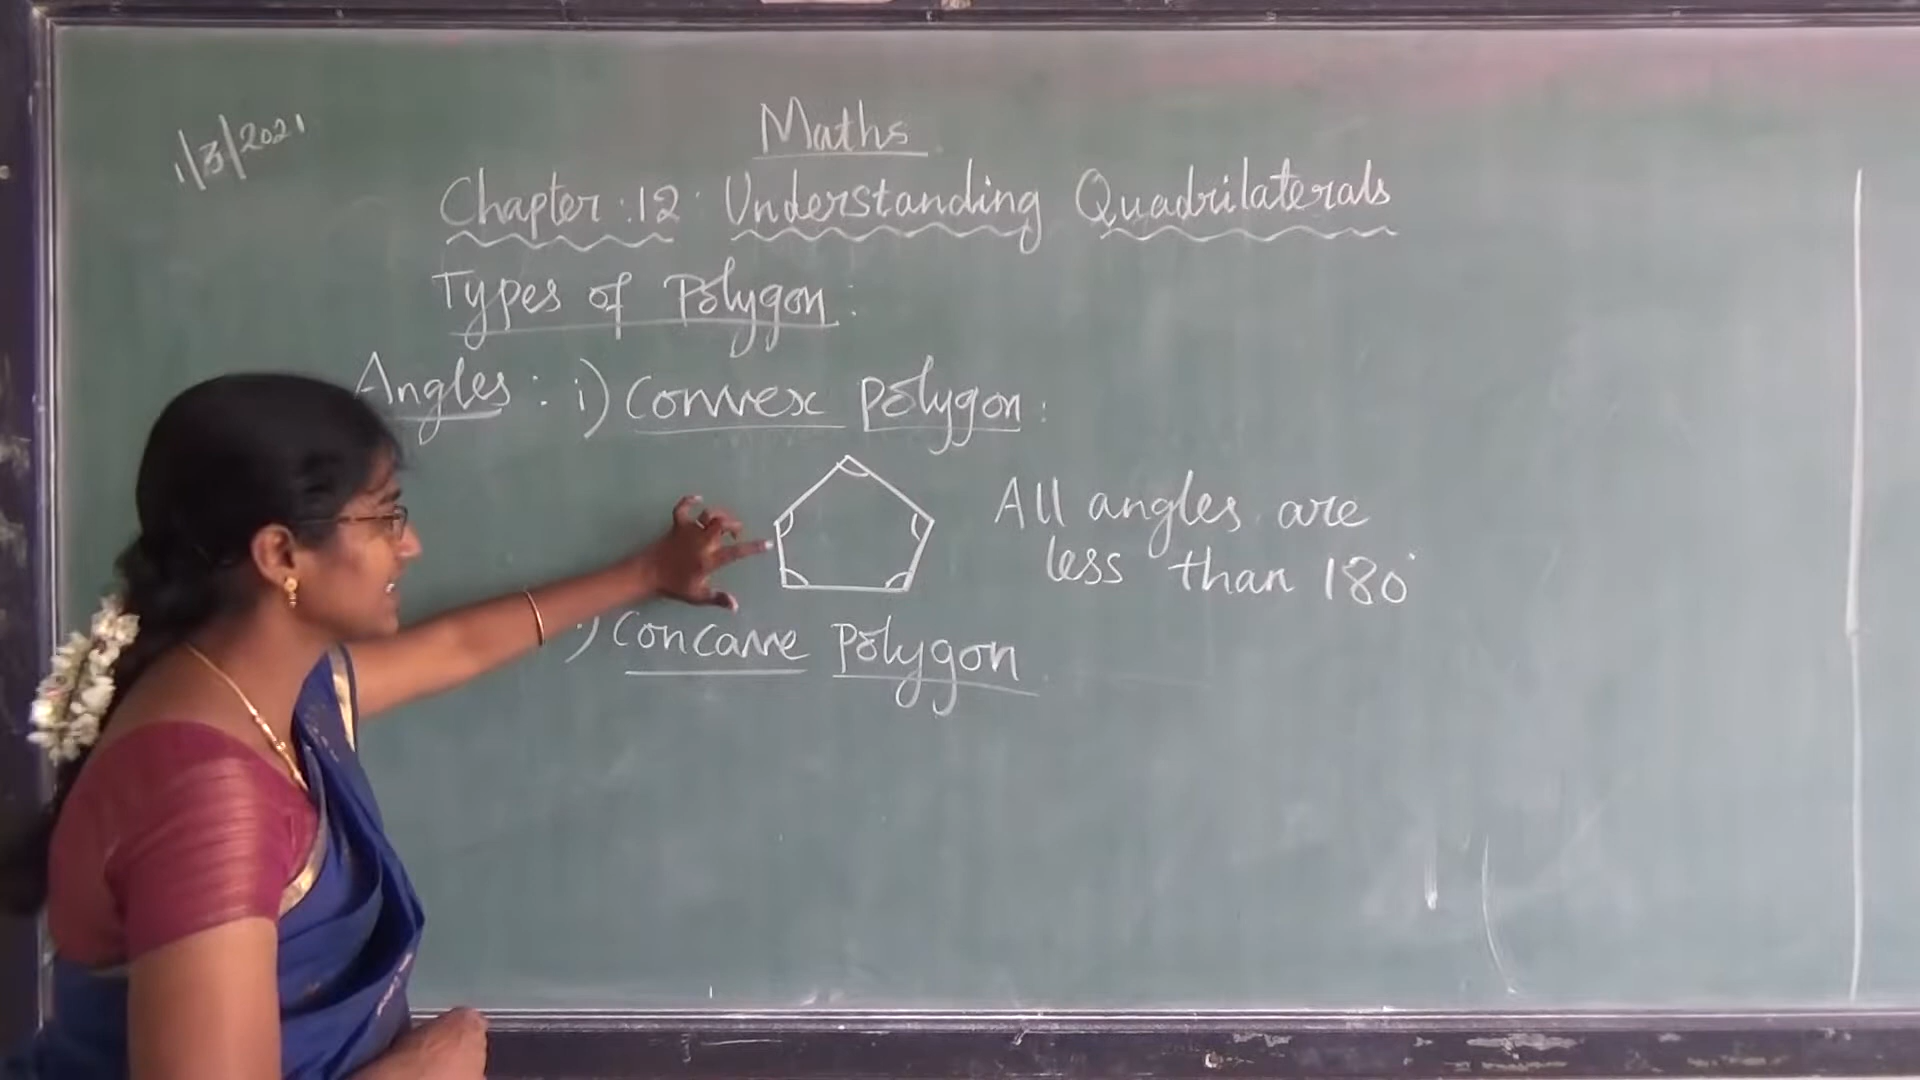 1/3/2021
Maths
Chapter :12 : Understanding Quadrilaterals
Types of Polygon :
Angles : i) Convex polygon :
All angles are
less than 180°
) Concave polygon